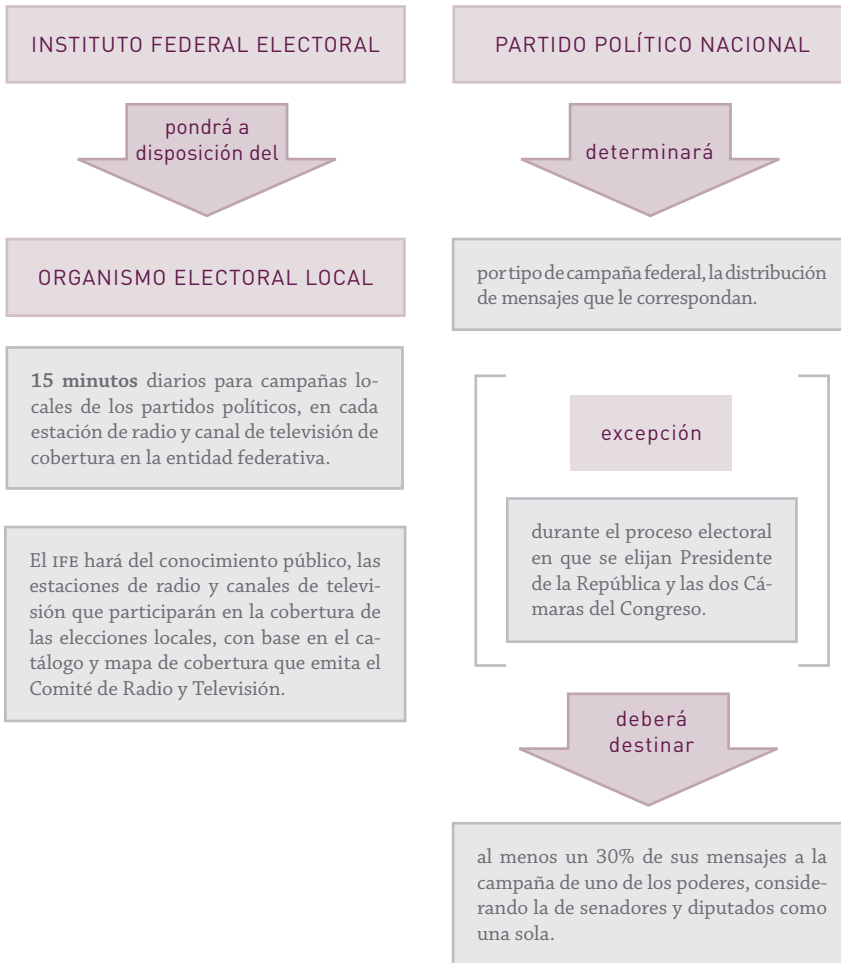 INSTITUTO FEDERAL ELECTORAL
pondrá a
disposición del
ORGANISMO ELECTORAL LOCAL
15 minutos diarios para campañas lo-
cales de los partidos políticos, en cada
estación de radio y canal de televisión de
cobertura en la entidad federativa.
El IFE hará del conocimiento público, las
estaciones de radio y canales de televi-
sión que participarán en la cobertura de
las elecciones locales, con base en el ca-
tálogo y mapa de cobertura que emita el
Comité de Radio y Televisión.
PARTIDO POLÍTICO NACIONAL
determinará
por tipo de campaña federal, la distribución
de mensajes que le correspondan.
excepción
durante el proceso electoral
en que se elijan Presidente
de la República y las dos Cá-
maras del Congreso.
deberá
destinar
al menos un 30% de sus mensajes a la
campaña de uno de los poderes, conside-
rando la de senadores y diputados como
una sola.